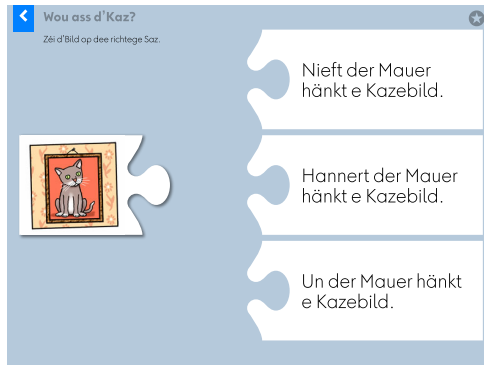 Wou ass d'Kaz?
Zéi d'Bild op dee richtege Saz.
Nieft der Mauer
hänkt e Kazebild.
Hannert der Mauer
hänkt e Kazebild.
Un der Mauer hänkt
e Kazebild.